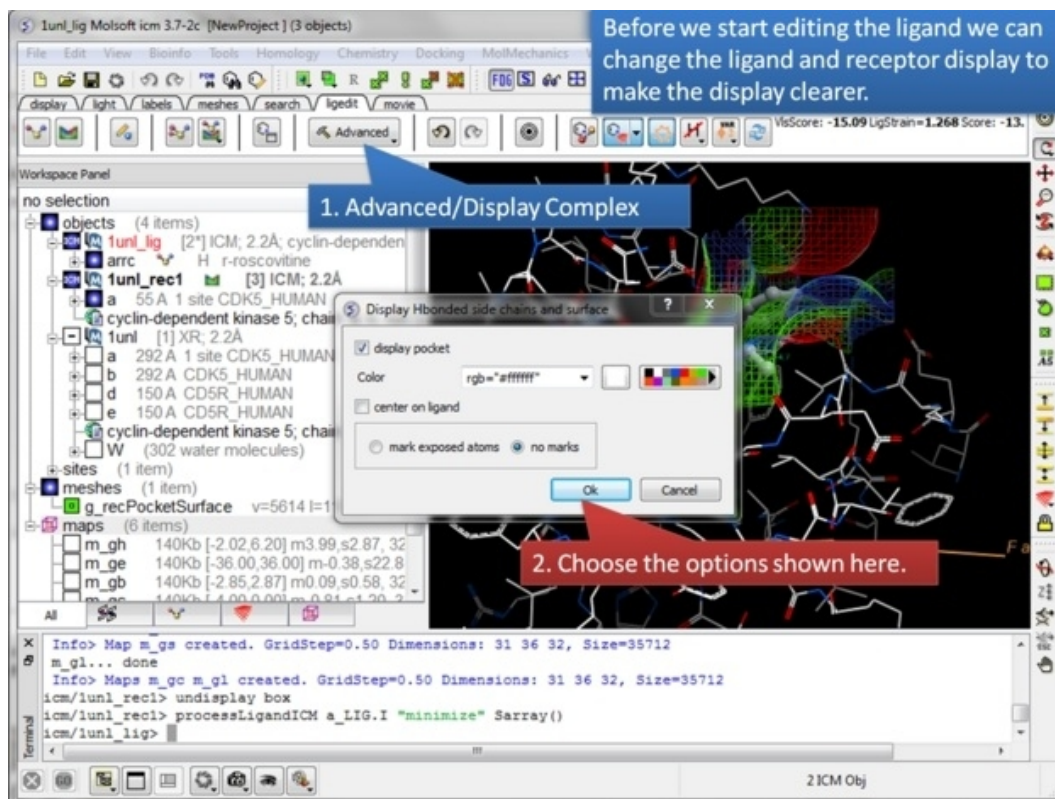 1unl_lig Molsoft icm 3.7-2c [NewProject ] (3 objects)
Before we start editing the ligand we can
change the ligand and receptor display to
make the display clearer.
File Edit View Bioinfo Tools Homology Chemistry Docking MolMechanics
R FOG S
display light labels meshes search ligedit movie
Advanced
VlsScore: -15.09 LigStrain=1.268 Score: -13.
Workspace Panel
1. Advanced/Display Complex
no selection
objects (4 items)
1unl_lig [2*] ICM; 2.2Å; cyclin-dependen
arrc H r-roscovitine
1unl_rec1 [3] ICM; 2.2Å
a 55 A 1 site CDK5_HUMAN
cyclin-dependent kinase 5; chai
1unl [1] XR; 2.2Å
a 292 A 1 site CDK5_HUMAN
b 292 A CDK5_HUMAN
d 150 A CD5R_HUMAN
e 150 A CD5R_HUMAN
cyclin-dependent kinase 5; chai
W (302 water molecules)
sites (1 item)
meshes (1 item)
g_recPocketSurface v=5614 l=1
maps (6 items)
m_gh 140Kb [-2.02,6.20] m3.99,s2.87, 32
m_ge 140Kb [-36.00,36.00] m-0.38,s22.8
m_gb 140Kb [-2.85,2.87] m0.09,s0.58, 32
All
Display Hbonded side chains and surface
display pocket
Color rgb="#ffffff"
center on ligand
mark exposed atoms no marks
Ok Cancel
2. Choose the options shown here.
F a
Info> Map m_gs created. GridStep=0.50 Dimensions: 31 36 32, Size=35712
m_gl... done
Info> Maps m_gc m_gl created. GridStep=0.50 Dimensions: 31 36 32, Size=35712
icm/1unl_rec1> undisplay box
icm/1unl_rec1> processLigandICM a_LIG.I "minimize" Sarray()
icm/1unl_lig>
Terminal
2 ICM Obj